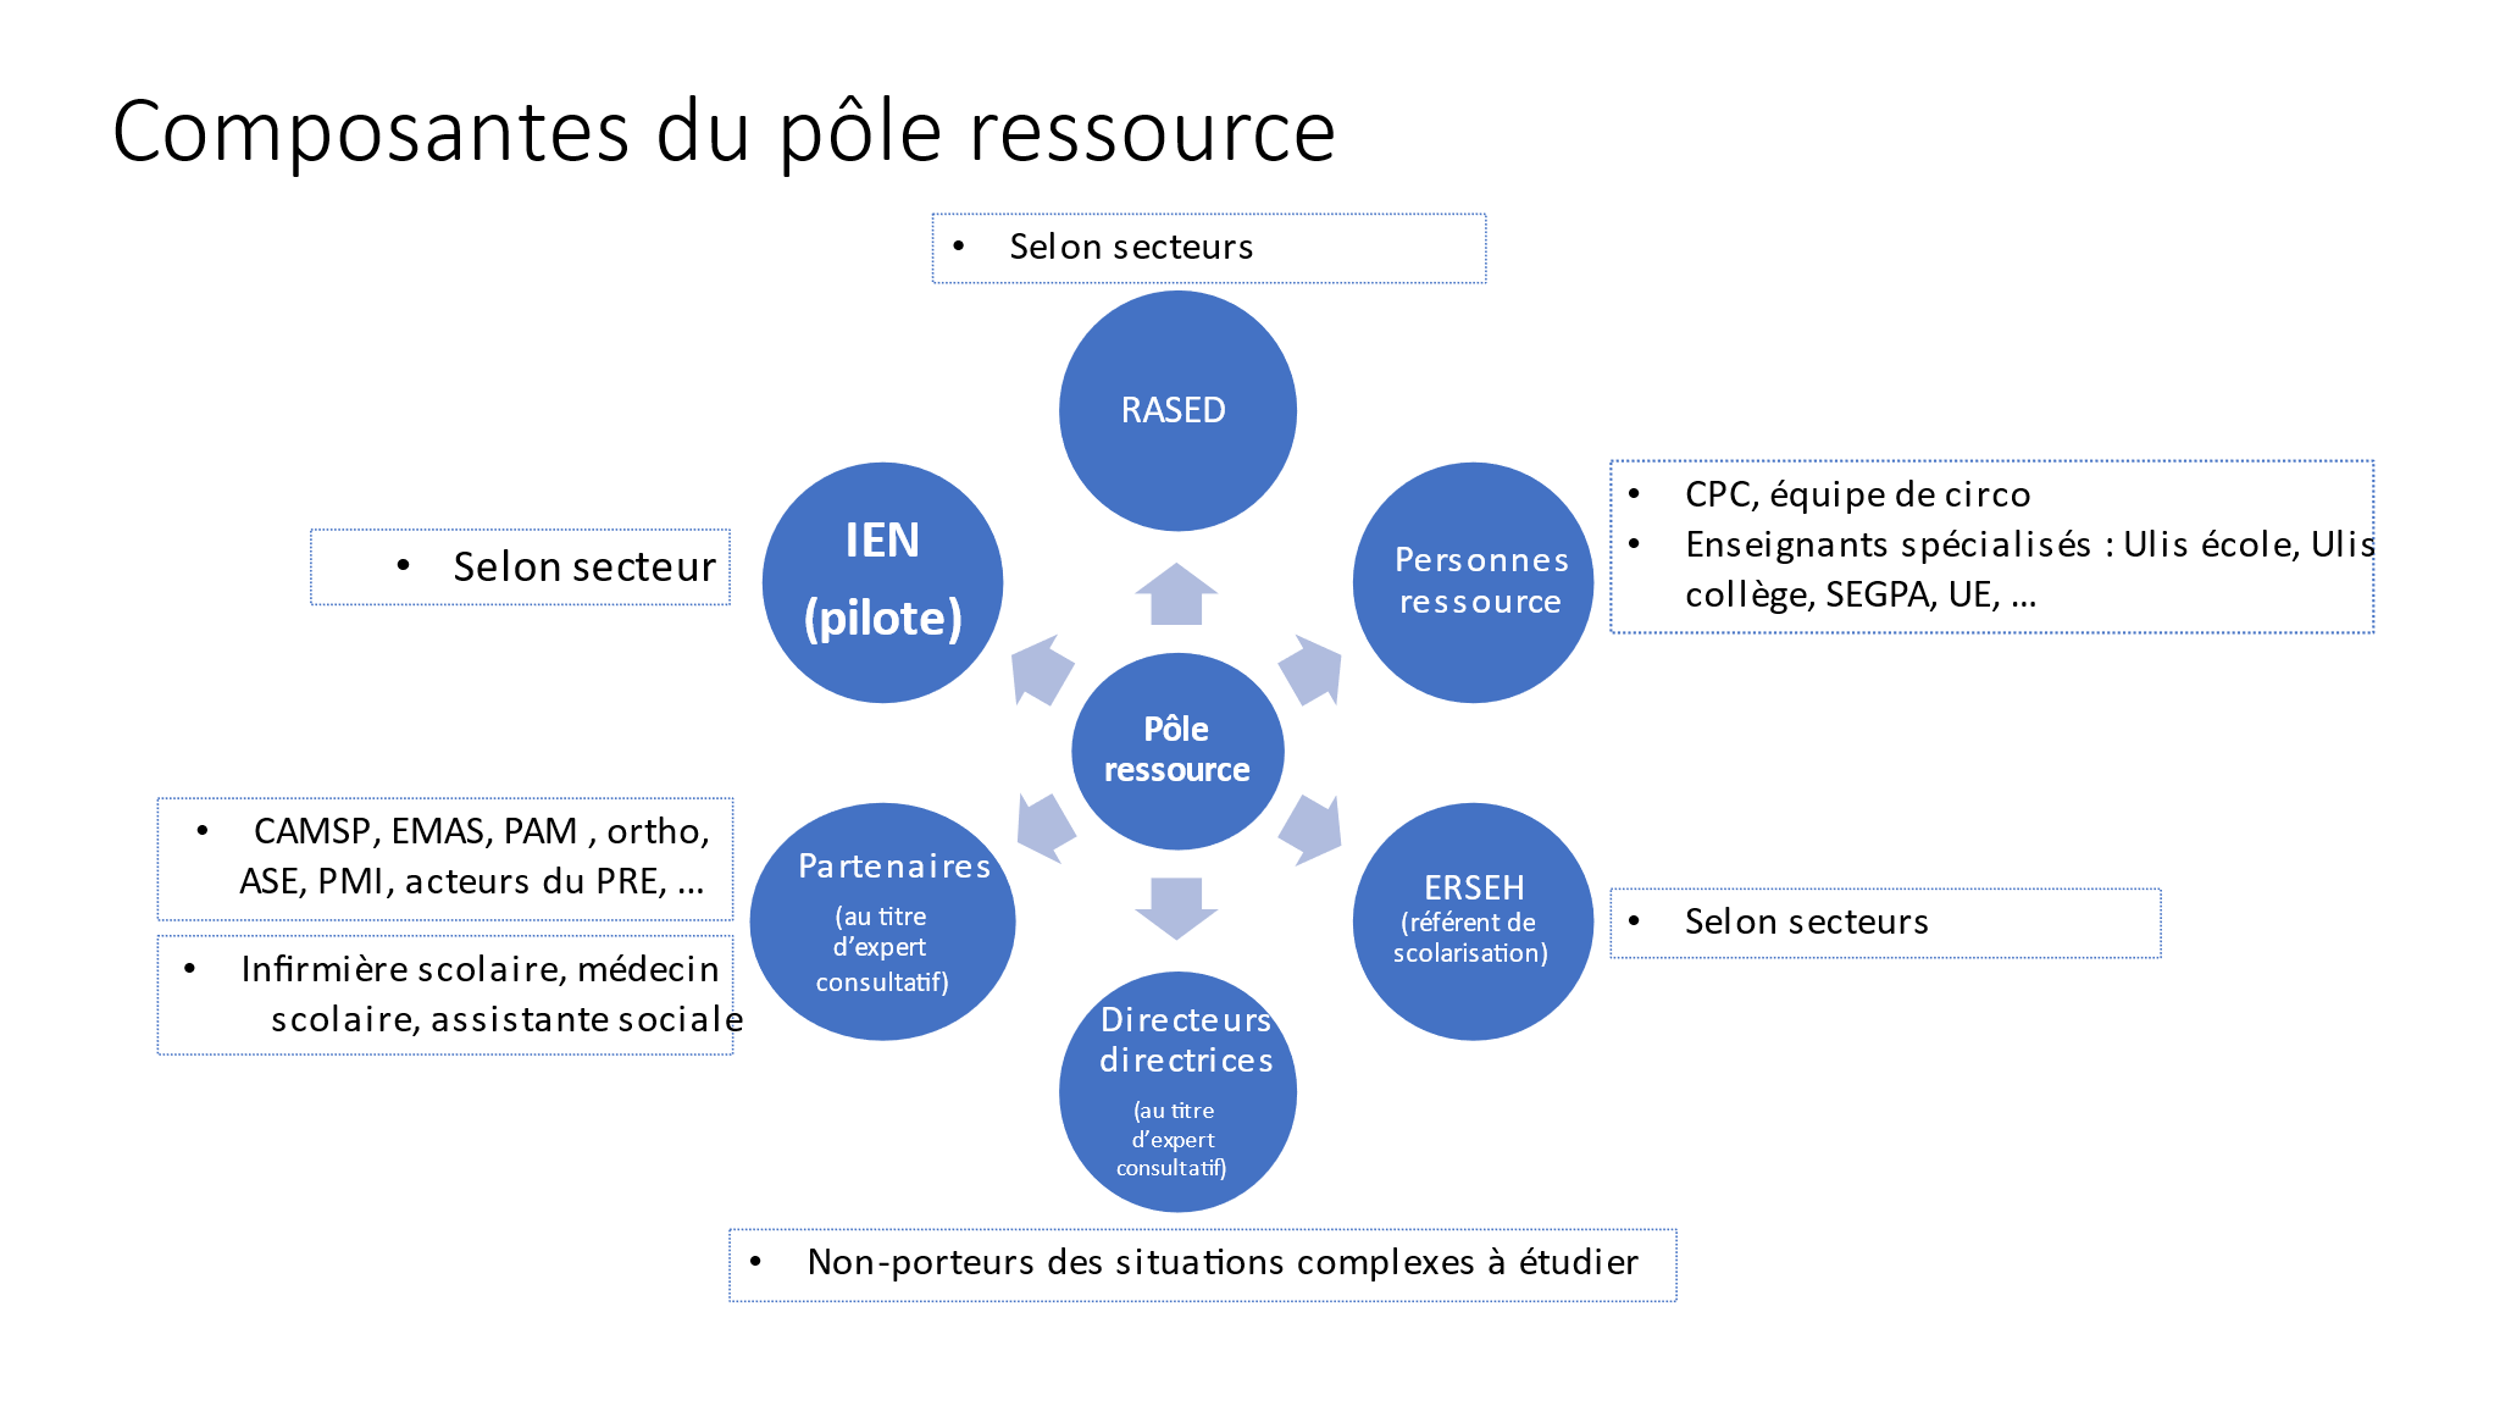 Composantes du pôle ressource
• Selon secteurs
RASED
IEN
(pilote)
• Selon secteur
Personnes
ressource
• CPC, équipe de circo
• Enseignants spécialisés : Ulis école, Ulis
collège, SEGPA, UE, ...
Pôle
ressource
• CAMSP, EMAS, PAM , ortho,
ASE, PMI, acteurs du PRE, ...
• Infirmière scolaire, médecin
scolaire, assistante sociale
Partenaires
(au titre
d’expert
consultatif)
ERSEH
(référent de
scolarisation)
• Selon secteurs
Directeurs
directrices
(au titre
d’expert
consultatif)
• Non-porteurs des situations complexes à étudier